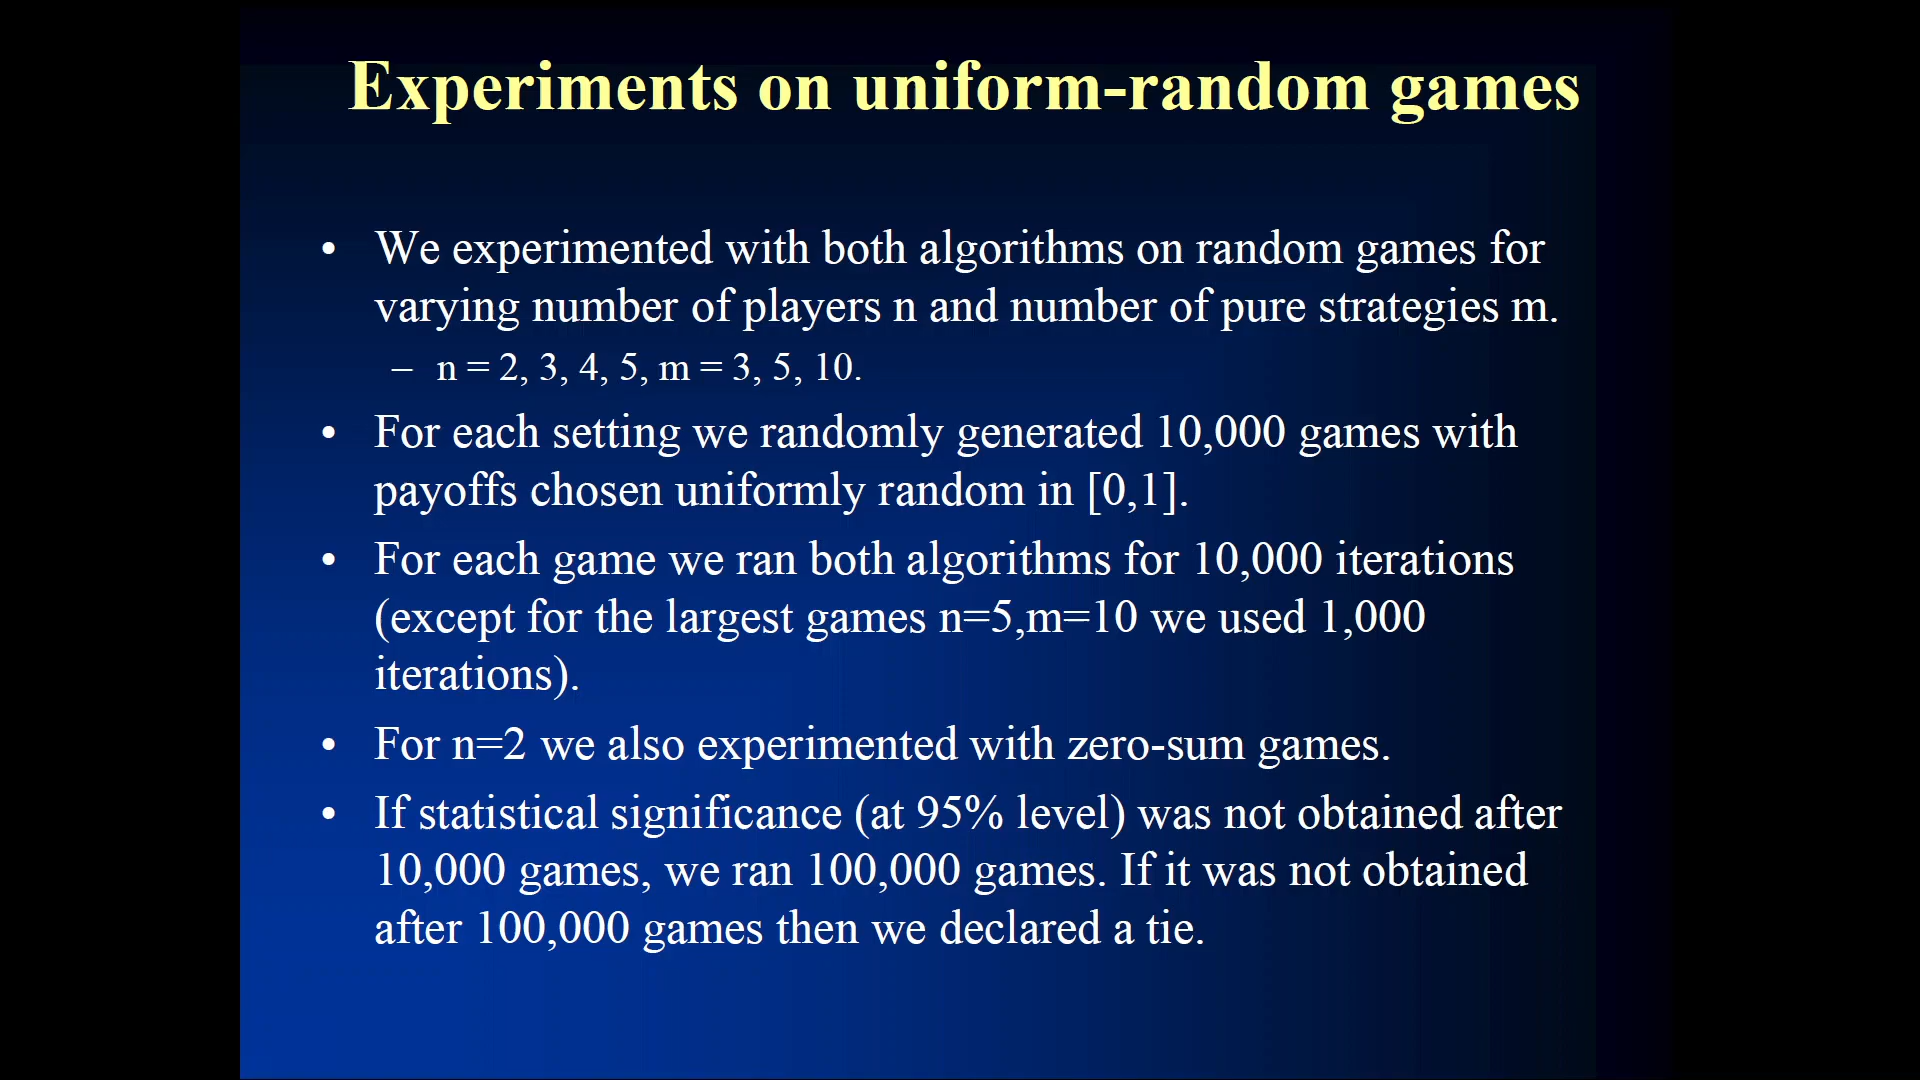 Experiments on uniform-random games
• We experimented with both algorithms on random games for
varying number of players n and number of pure strategies m.
– n = 2, 3, 4, 5, m = 3, 5, 10.
• For each setting we randomly generated 10,000 games with
payoffs chosen uniformly random in [0,1].
• For each game we ran both algorithms for 10,000 iterations
(except for the largest games n=5,m=10 we used 1,000
iterations).
• For n=2 we also experimented with zero-sum games.
• If statistical significance (at 95% level) was not obtained after
10,000 games, we ran 100,000 games. If it was not obtained
after 100,000 games then we declared a tie.